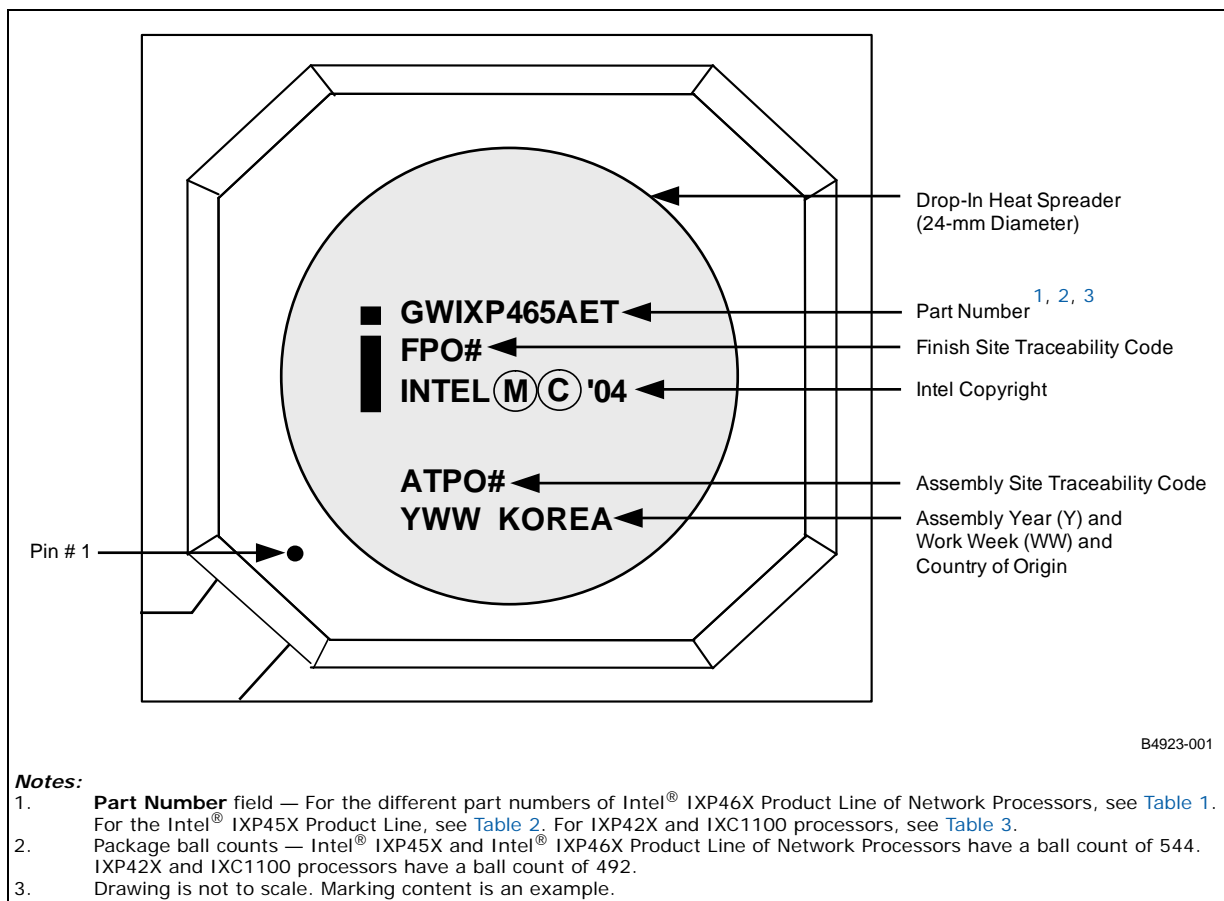 Drop-In Heat Spreader
(24-mm Diameter)
GWIXP465AET
Part Number 1, 2, 3
FPO#
Finish Site Traceability Code
INTEL M C '04
Intel Copyright
ATPO#
Assembly Site Traceability Code
YWW KOREA
Assembly Year (Y) and
Work Week (WW) and
Country of Origin
Pin # 1
B4923-001
Notes:
1. Part Number field — For the different part numbers of Intel® IXP46X Product Line of Network Processors, see Table 1.
For the Intel® IXP45X Product Line, see Table 2. For IXP42X and IXC1100 processors, see Table 3.
2. Package ball counts — Intel® IXP45X and Intel® IXP46X Product Line of Network Processors have a ball count of 544.
IXP42X and IXC1100 processors have a ball count of 492.
3. Drawing is not to scale. Marking content is an example.